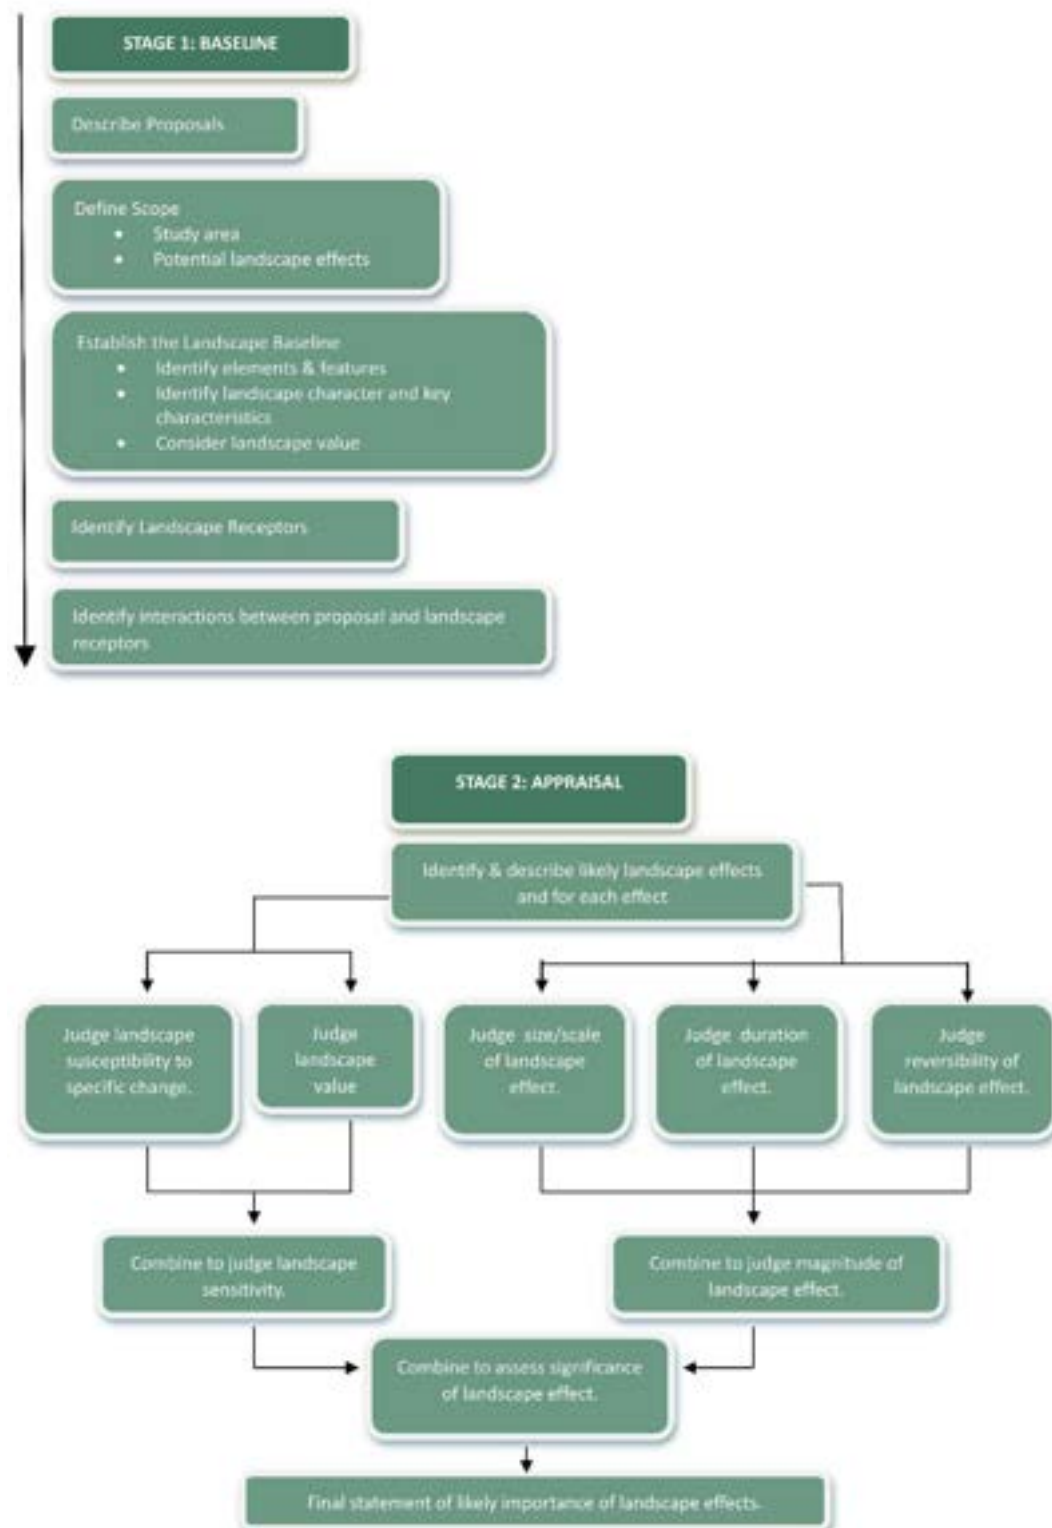 STAGE 1: BASELINE
Describe Proposals
Define Scope
• Study area
• Potential landscape effects
Establish the Landscape Baseline
• Identify elements & features
• Identify landscape character and key
characteristics
• Consider landscape value
Identify Landscape Receptors
Identify interactions between proposal and landscape
receptors
STAGE 2: APPRAISAL
Identify & describe likely landscape effects
and for each effect
Judge landscape
susceptibility to
specific change.
Judge
landscape
value
Judge size/scale
of landscape
effect.
Judge duration
of landscape
effect.
Judge
reversibility of
landscape effect.
Combine to judge landscape
sensitivity.
Combine to judge magnitude of
landscape effect.
Combine to assess significance
of landscape effect.
Final statement of likely importance of landscape effects.